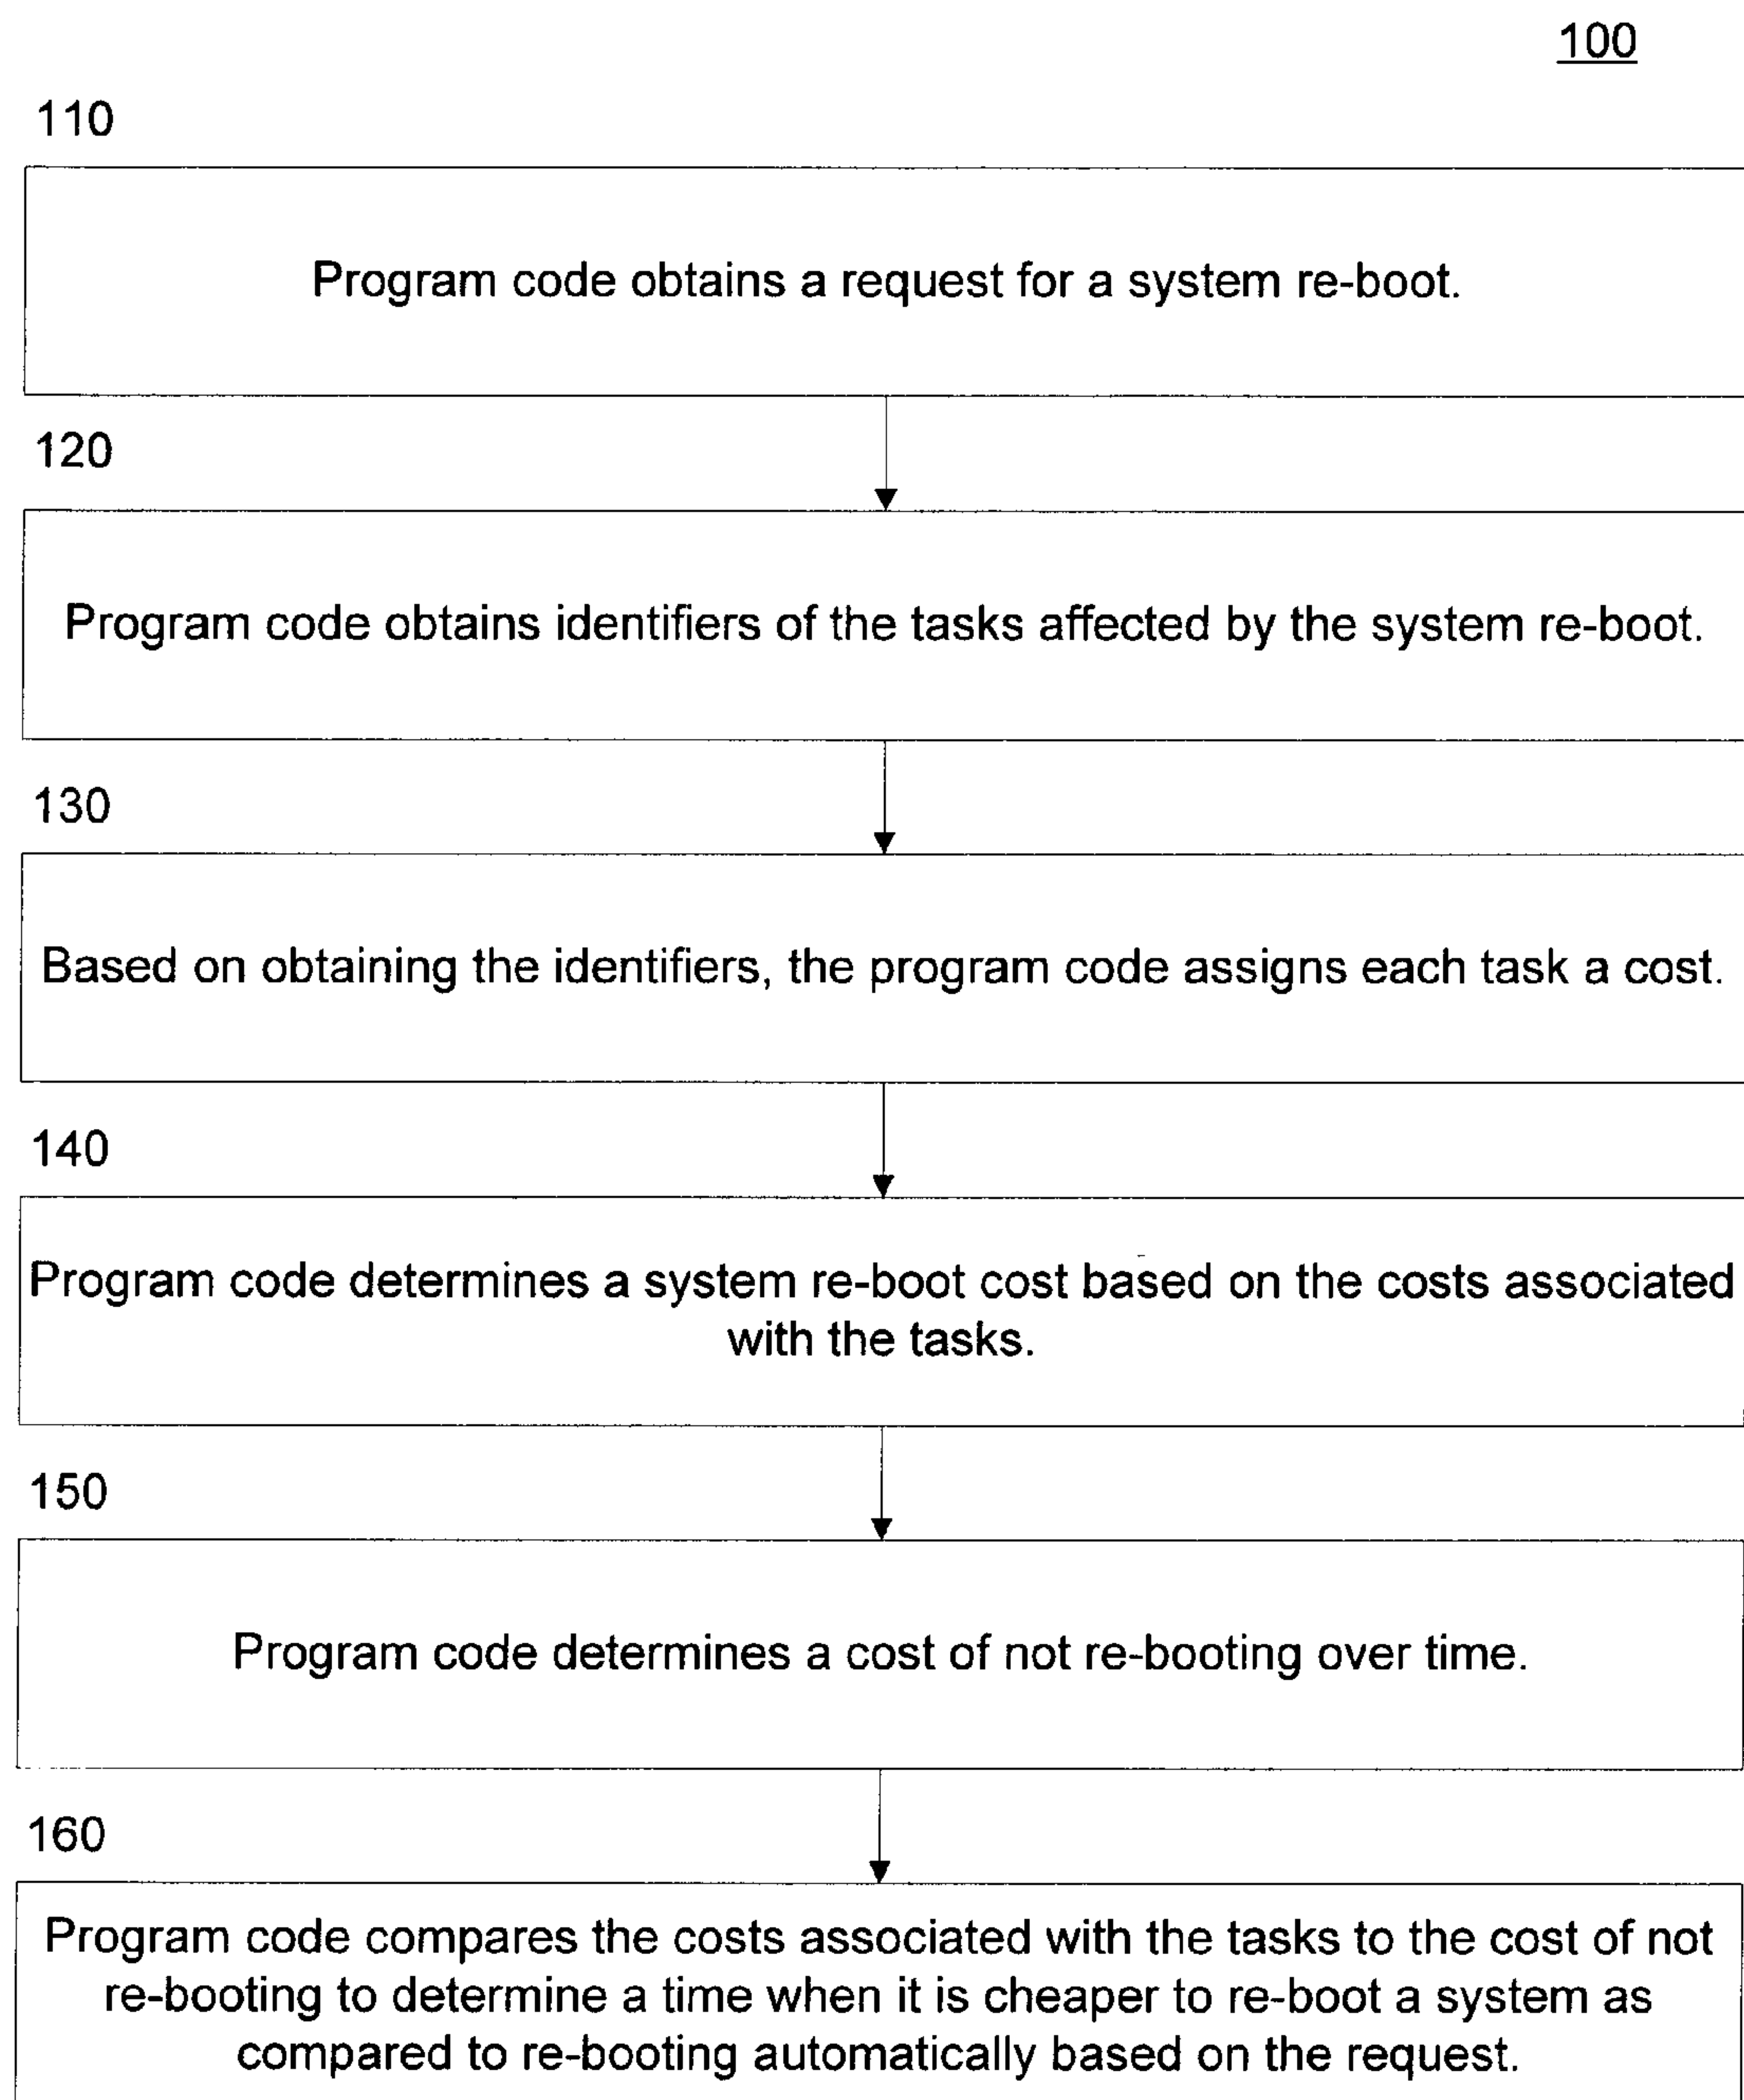 100
110
Program code obtains a request for a system re-boot.
120
Program code obtains identifiers of the tasks affected by the system re-boot.
130
Based on obtaining the identifiers, the program code assigns each task a cost.
140
Program code determines a system re-boot cost based on the costs associated
with the tasks.
150
Program code determines a cost of not re-booting over time.
160
Program code compares the costs associated with the tasks to the cost of not
re-booting to determine a time when it is cheaper to re-boot a system as
compared to re-booting automatically based on the request.